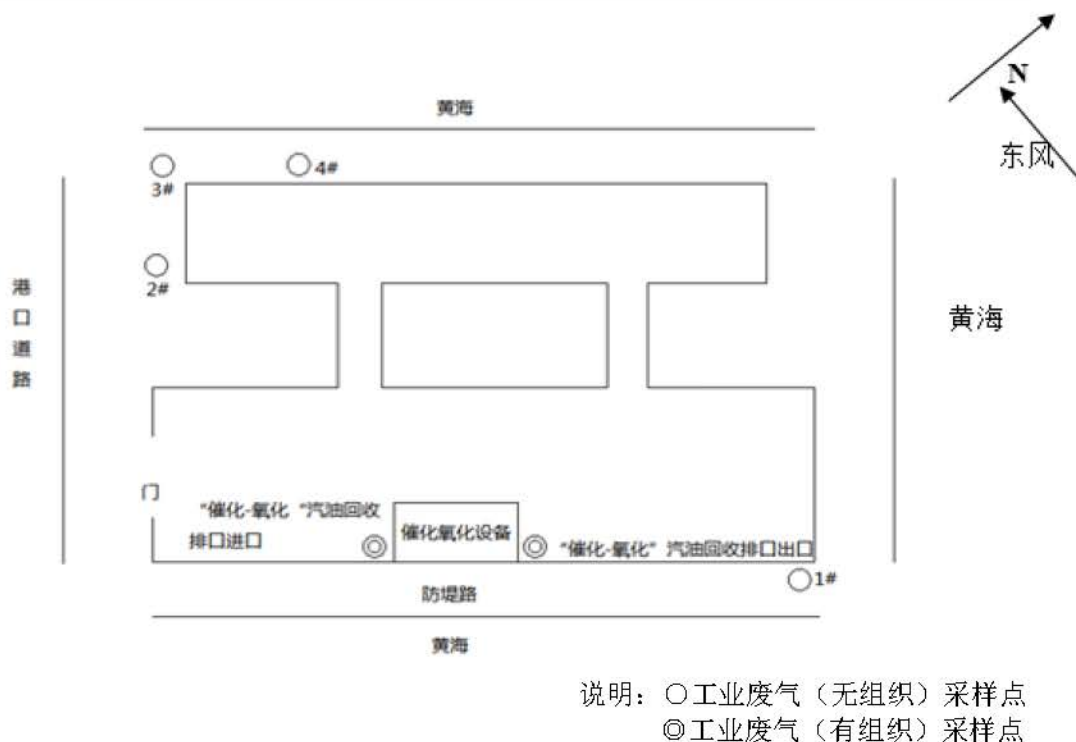 N
黄海
东风
3#
4#
2#
港口道路
黄海
门
“催化-氧化 “汽油回收
排口进口
催化氧化设备
“催化-氧化”汽油回收排口出口
1#
防堤路
黄海
说明：○工业废气（无组织）采样点
◎工业废气（有组织）采样点